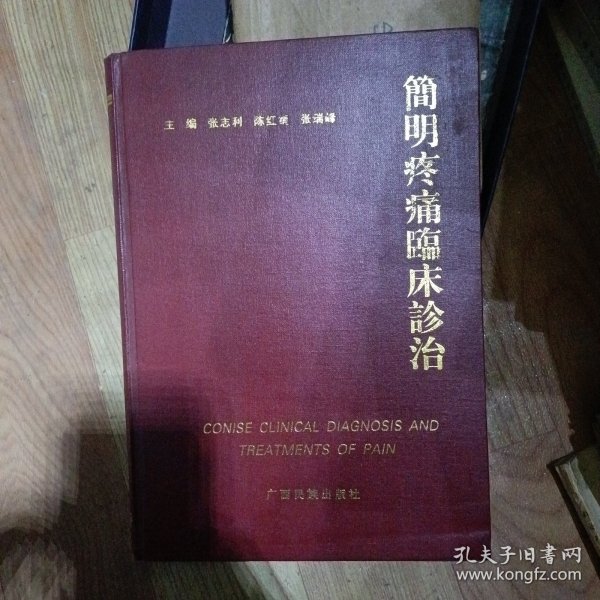 簡明疼痛臨床診治
主 编 张志利 陈红 张瑞峰
CONISE CLINICAL DIAGNOSIS AND
TREATMENTS OF PAIN
广西民族出版社
孔夫子旧书网
www.kongfz.com